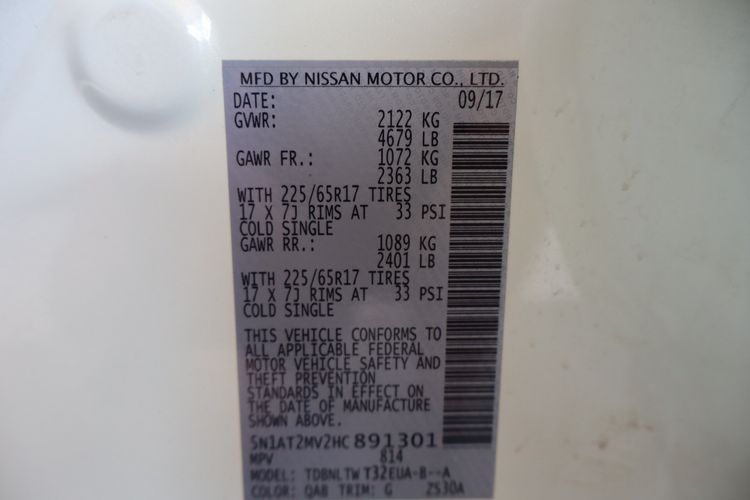 MFD BY NISSAN MOTOR CO., LTD.
DATE: 09/17
GVWR: 2122 KG
4679 LB
GAWR FR.: 1072 KG
2363 LB
WITH 225/65R17 TIRES
17 X 7J RIMS AT 33 PSI
COLD SINGLE
GAWR RR.: 1089 KG
2401 LB
WITH 225/65R17 TIRES
17 X 7J RIMS AT 33 PSI
COLD SINGLE
THIS VEHICLE CONFORMS TO
ALL APPLICABLE FEDERAL
MOTOR VEHICLE SAFETY AND
THEFT PREVENTION
STANDARDS IN EFFECT ON
THE DATE OF MANUFACTURE
SHOWN ABOVE.
5N1AT2MV2HC891301
MPV 814
MODEL: TDBNLTWT32EUA-B--A
COLOR: QAB TRIM: G ZS30A